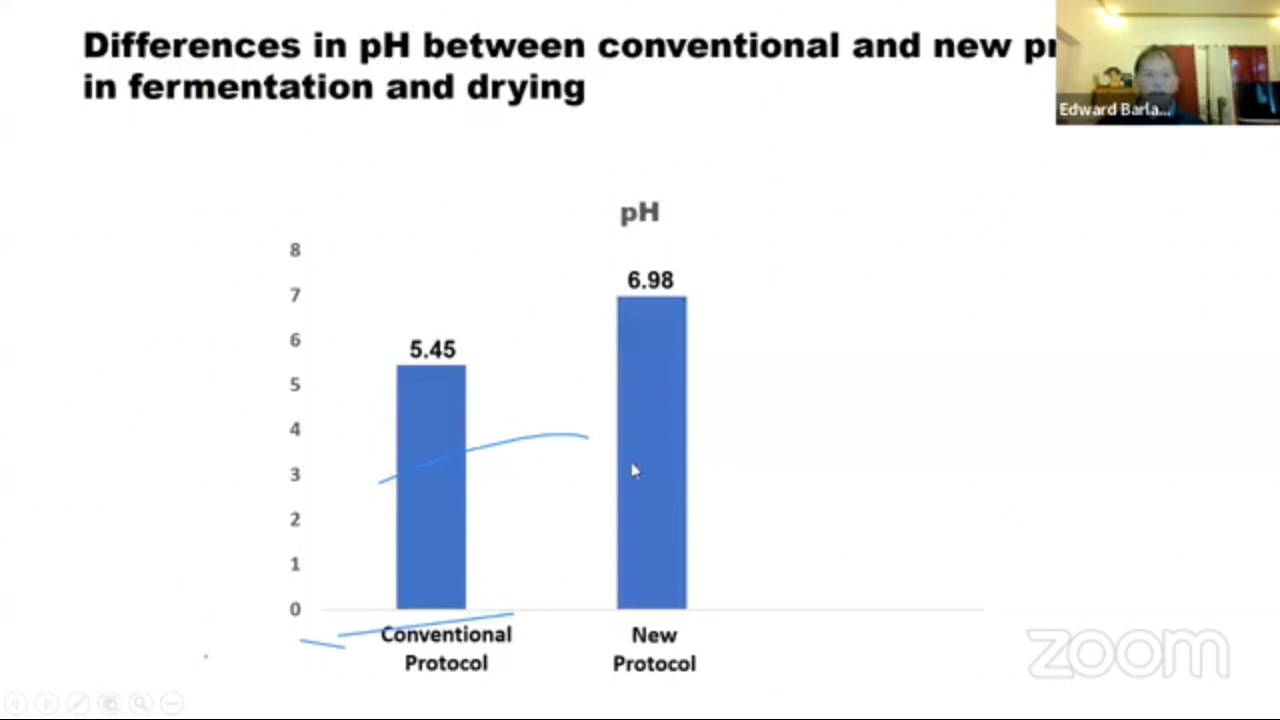 Differences in pH between conventional and new pr
in fermentation and drying
Edward Barla...
pH
8
7
6
5
4
3
2
1
0
5.45
6.98
Conventional
Protocol
New
Protocol
zoom